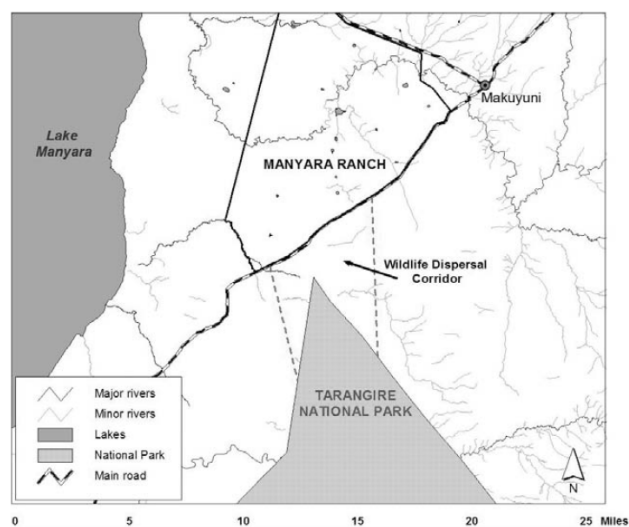 Lake
Manyara
Makuyuni
MANYARA RANCH
Wildlife Dispersal
Corridor
TARANGIRE
NATIONAL PARK
Major rivers
Minor rivers
Lakes
National Park
Main road
N
0 5 10 15 20 25 Miles